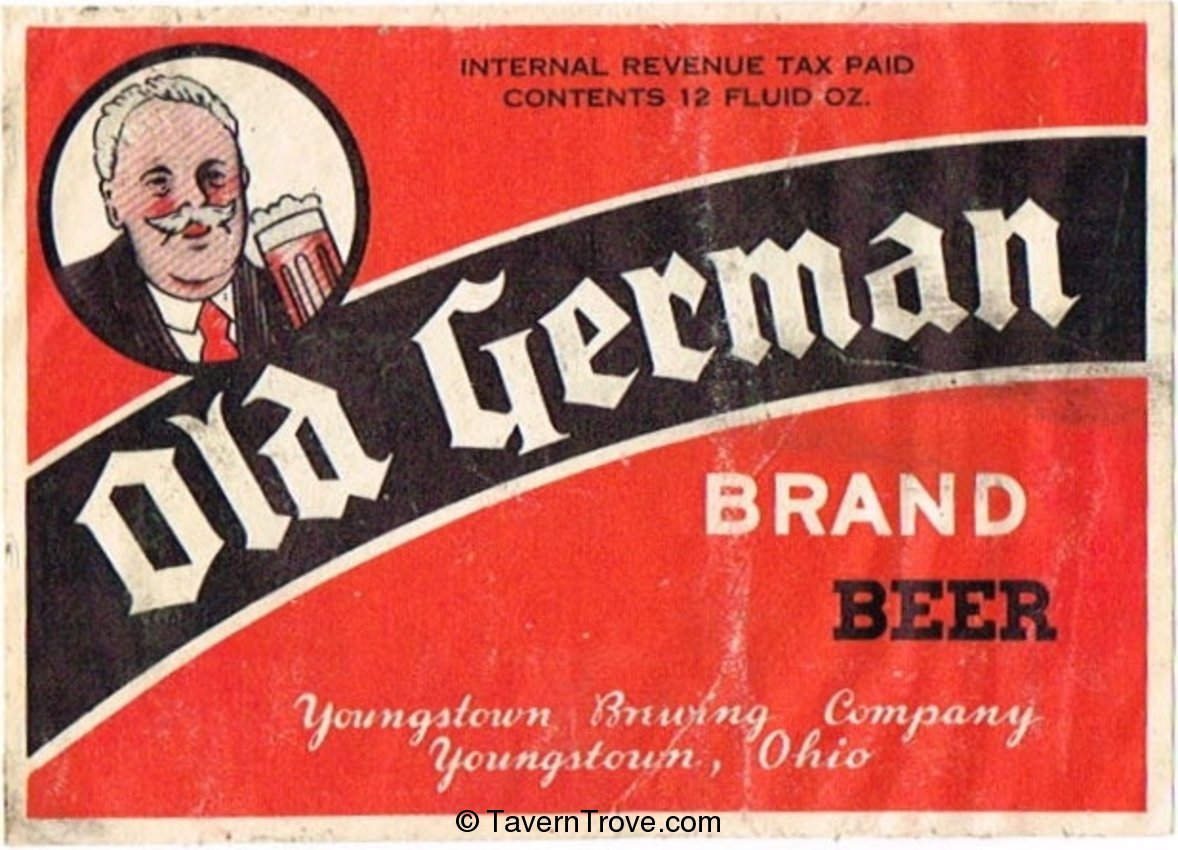 INTERNAL REVENUE TAX PAID
CONTENTS 12 FLUID OZ.
Old German
BRAND
BEER
Youngstown Brewing Company
Youngstown, Ohio
© TavernTrove.com